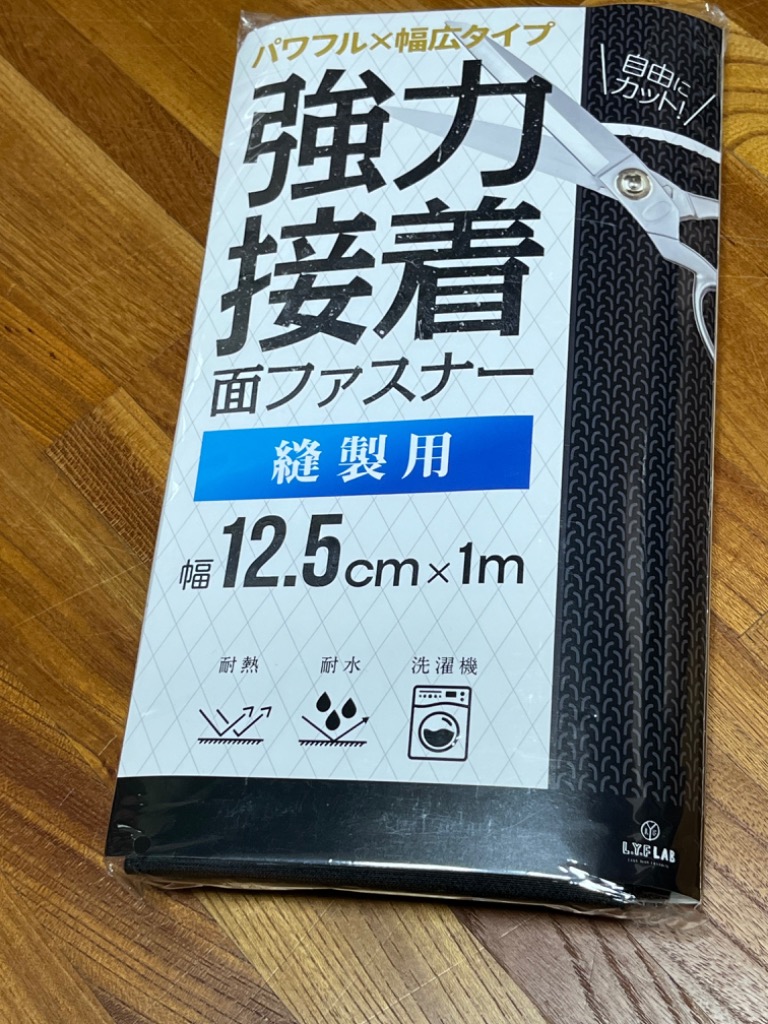 パワフル×幅広タイプ
自由に
カット!
強力
接着
面ファスナー
縫製用
幅12.5cm×1m
耐熱
耐水
洗濯機
L.Y.F LAB